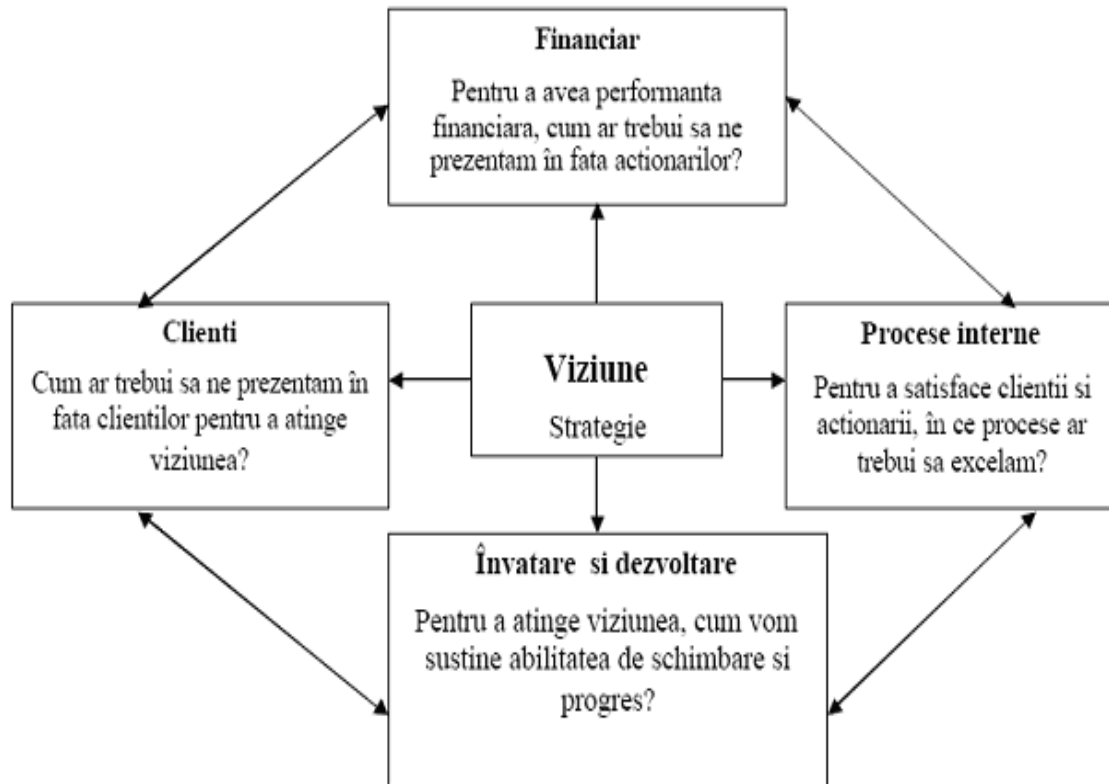 Financiar
Pentru a avea performanta
financiara, cum ar trebui sa ne
prezentam în fata actionarilor?
Clienti
Cum ar trebui sa ne prezentam în
fata clientilor pentru a atinge
viziunea?
Viziune
Strategie
Procese interne
Pentru a satisface clientii si
actionarii, în ce procese ar
trebui sa excelam?
Învatare si dezvoltare
Pentru a atinge viziunea, cum vom
sustine abilitatea de schimbare si
progres?